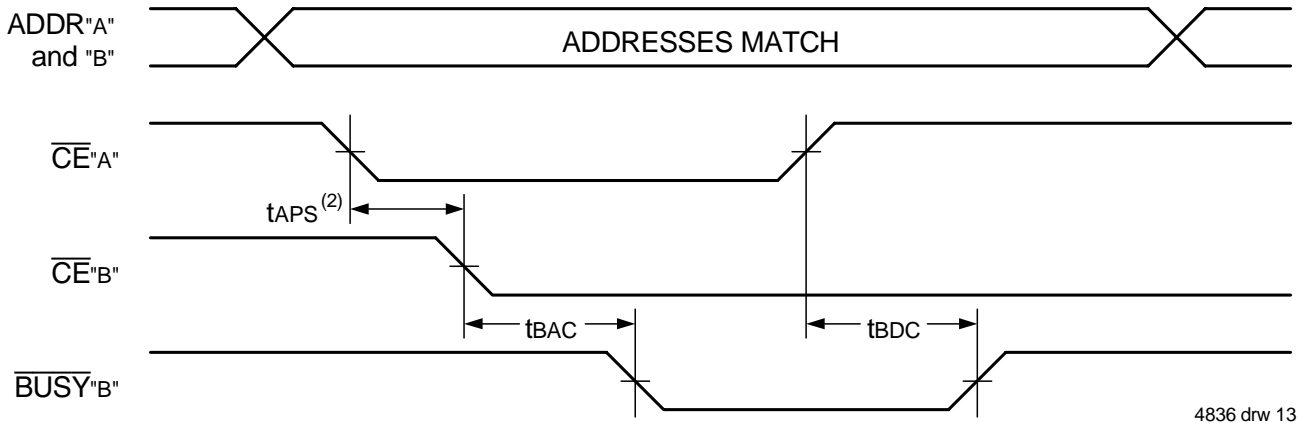 ADDR"A"
and "B"
ADDRESSES MATCH
CE"A"
tAPS(2)
CE"B"
tBAC
tBDC
BUSY"B"
4836 drw 13